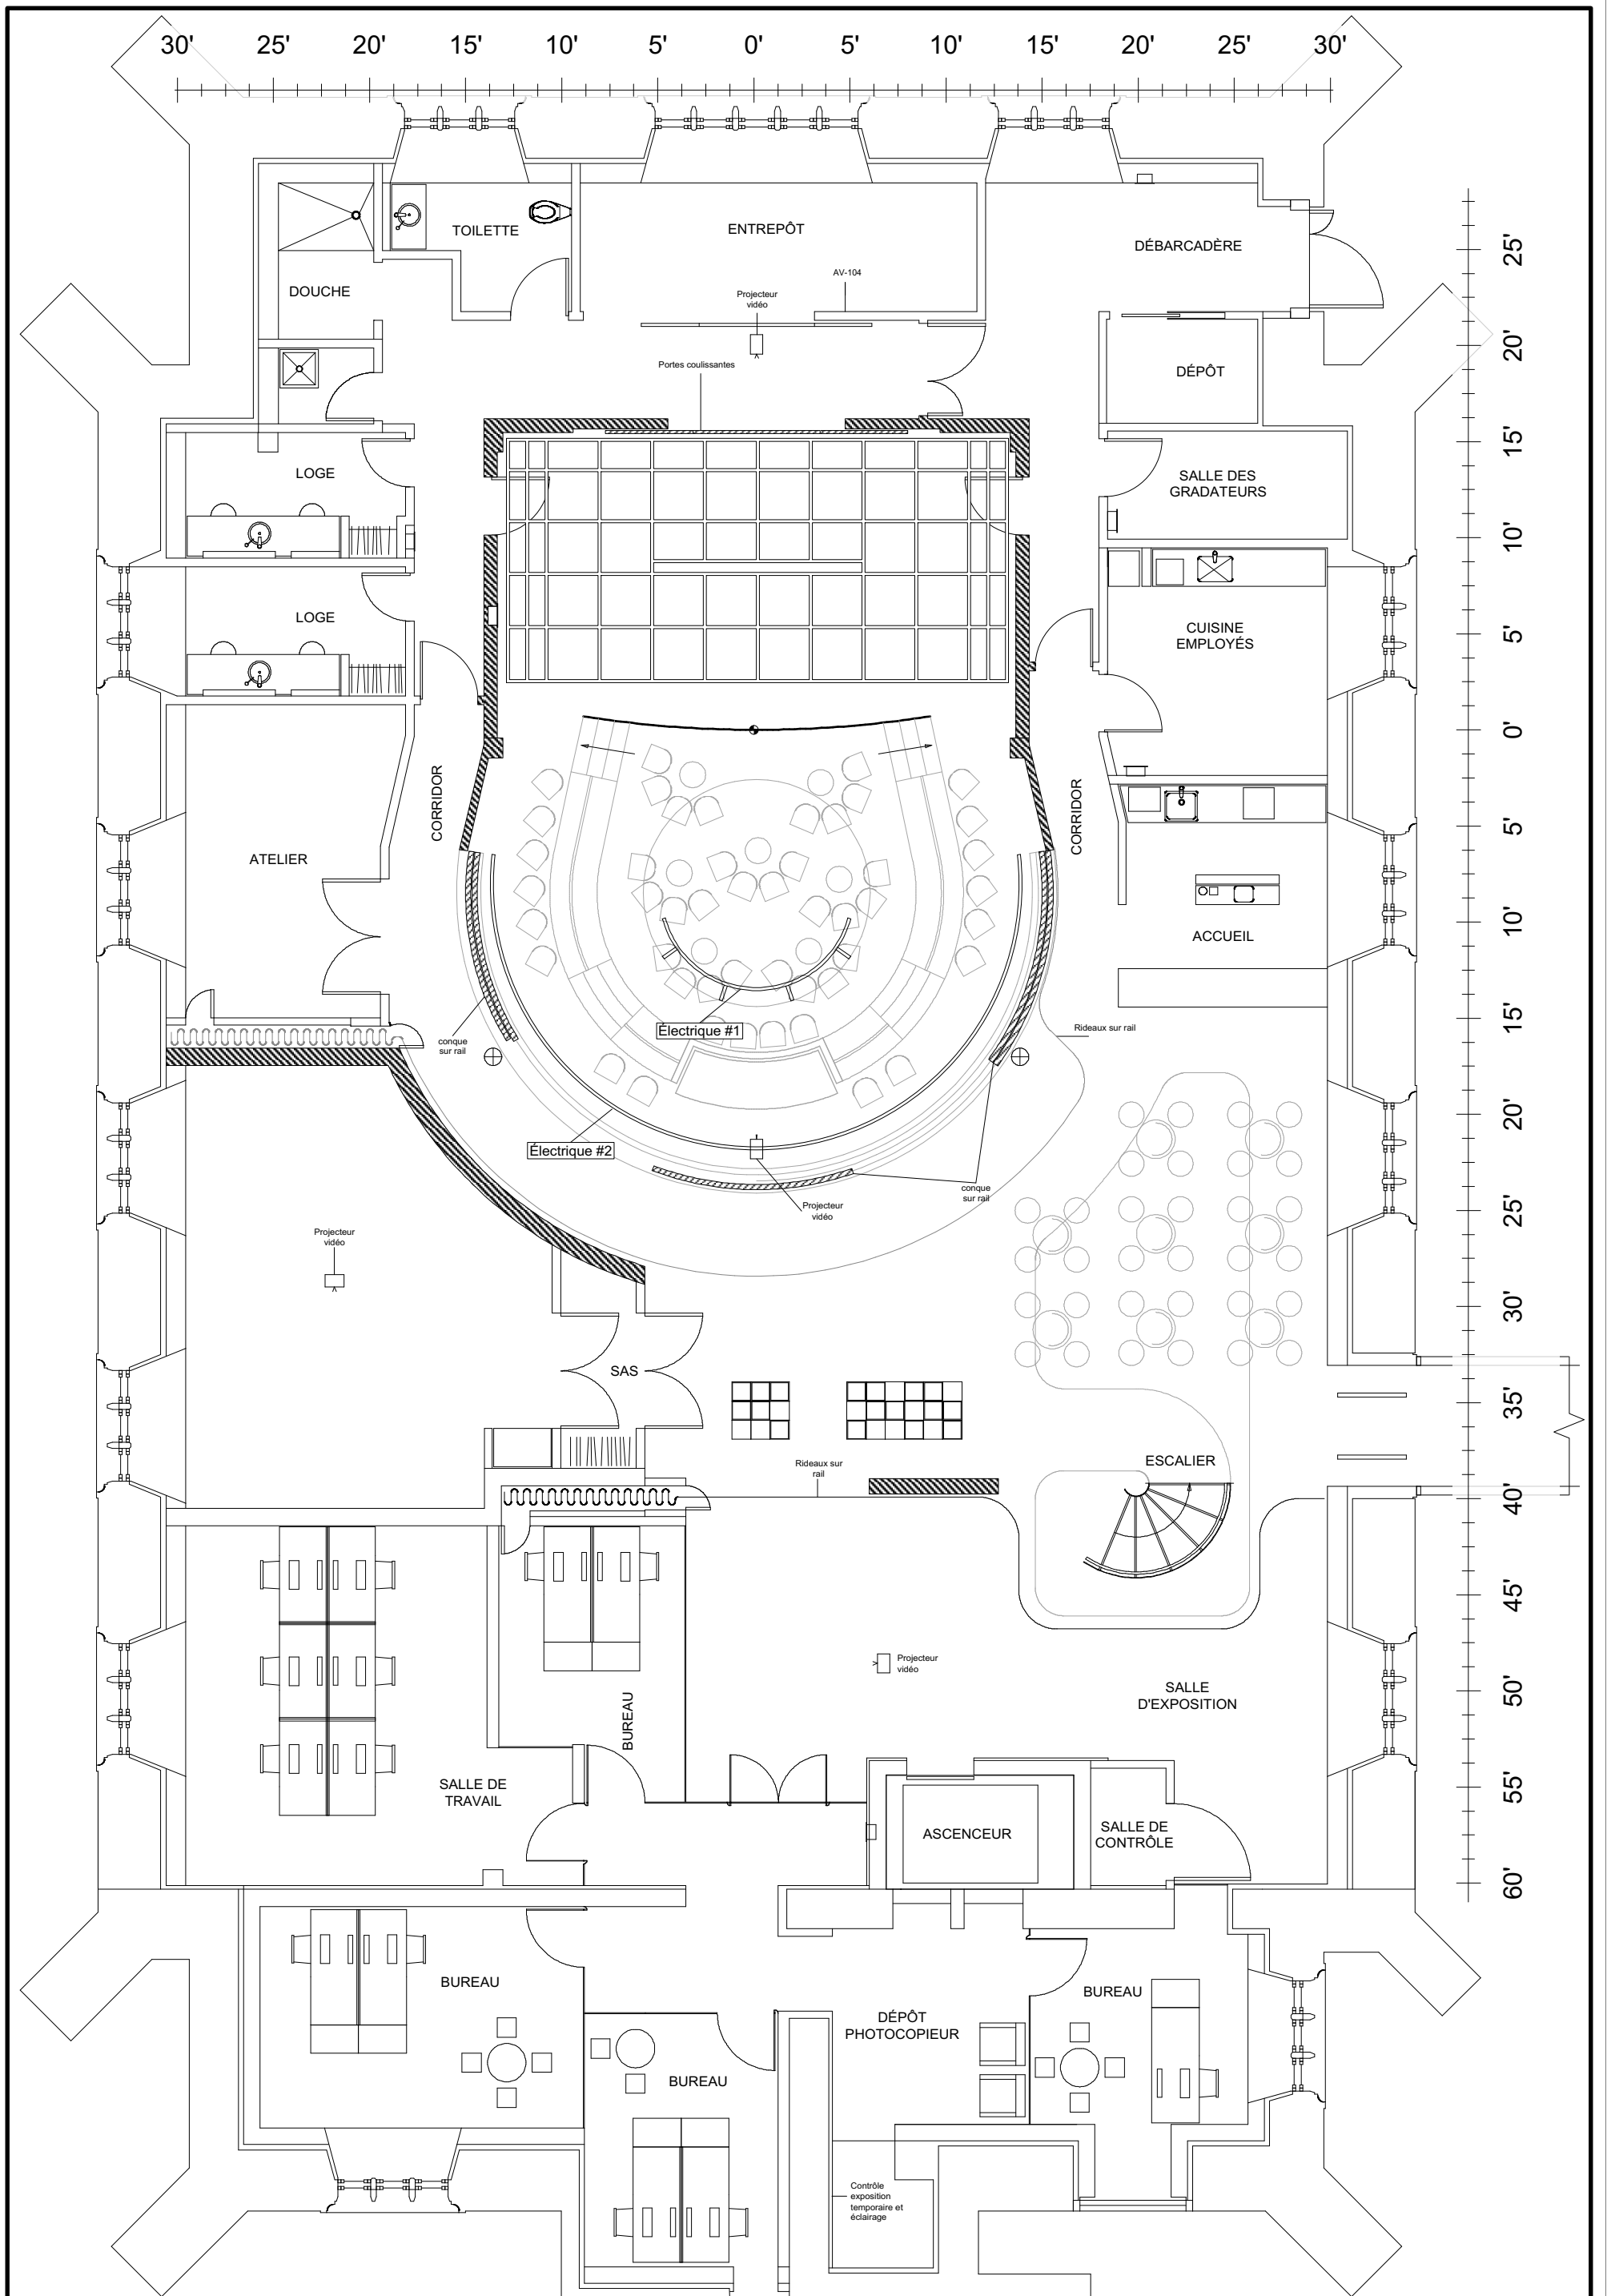 30' 25' 20' 15' 10' 5' 0' 5' 10' 15' 20' 25' 30'
TOILETTE
ENTREPÔT
DÉBARCADÈRE
25'
AV-104
DOUCHE
Projecteur
vidéo
20'
Portes coulissantes
DÉPÔT
15'
LOGE
SALLE DES
GRADATEURS
10'
LOGE
CUISINE
EMPLOYÉS
5'
0'
CORRIDOR
CORRIDOR
ATELIER
5'
ACCUEIL
10'
Électrique #1
conque
sur rail
Rideaux sur rail
15'
Électrique #2
20'
conque
sur rail
Projecteur
vidéo
Projecteur
vidéo
25'
30'
SAS
35'
ESCALIER
Rideaux sur
rail
40'
45'
Projecteur
vidéo
BUREAU
SALLE
D'EXPOSITION
50'
SALLE DE
TRAVAIL
55'
ASCENCEUR
SALLE DE
CONTRÔLE
60'
BUREAU
BUREAU
DÉPÔT
PHOTOCOPIEUR
BUREAU
Contrôle
exposition
temporaire et
éclairage